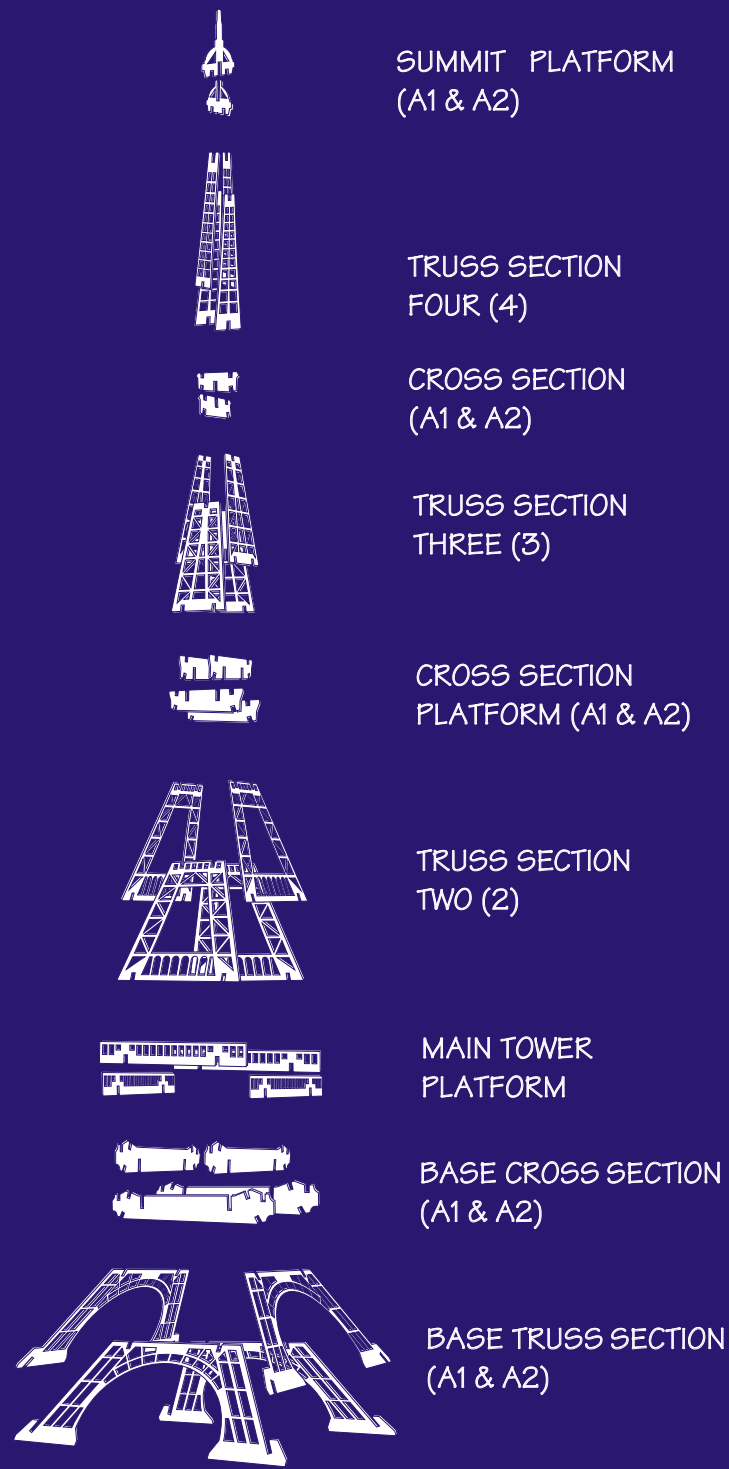 SUMMIT PLATFORM
(A1 & A2)
TRUSS SECTION
FOUR (4)
CROSS SECTION
(A1 & A2)
TRUSS SECTION
THREE (3)
CROSS SECTION
PLATFORM (A1 & A2)
TRUSS SECTION
TWO (2)
MAIN TOWER
PLATFORM
BASE CROSS SECTION
(A1 & A2)
BASE TRUSS SECTION
(A1 & A2)